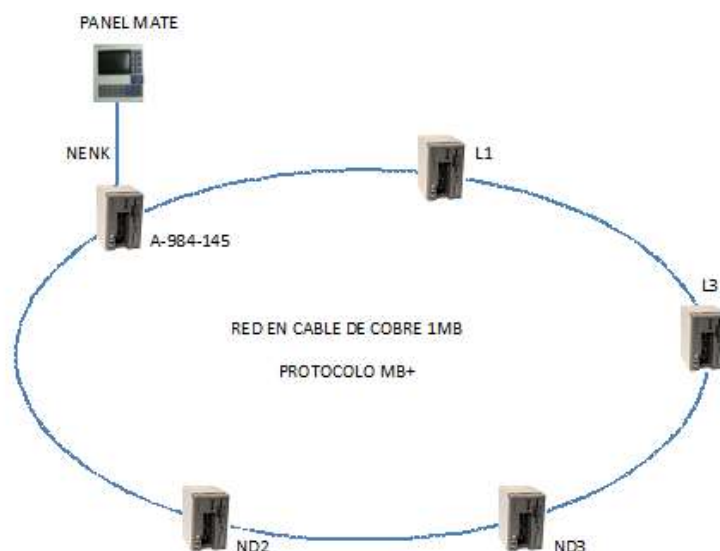 PANEL MATE
NENK
L1
A-984-145
L3
RED EN CABLE DE COBRE 1MB
PROTOCOLO MB+
ND2
ND3